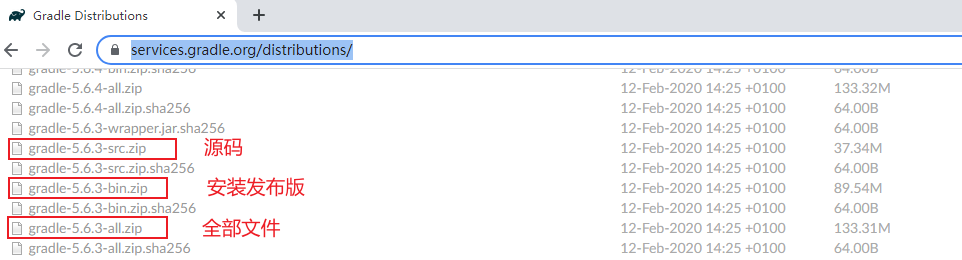 Gradle Distributions
services.gradle.org/distributions/
gradle-5.6.4-bin.zip.sha256 12-Feb-2020 14:25 +0100 64.00B
gradle-5.6.4-all.zip 12-Feb-2020 14:25 +0100 133.32M
gradle-5.6.4-all.zip.sha256 12-Feb-2020 14:25 +0100 64.00B
gradle-5.6.3-wrapper.jar.sha256 12-Feb-2020 14:25 +0100 64.00B
gradle-5.6.3-src.zip 源码 12-Feb-2020 14:25 +0100 37.34M
gradle-5.6.3-src.zip.sha256 12-Feb-2020 14:25 +0100 64.00B
gradle-5.6.3-bin.zip 安装发布版 12-Feb-2020 14:25 +0100 89.54M
gradle-5.6.3-bin.zip.sha256 12-Feb-2020 14:25 +0100 64.00B
gradle-5.6.3-all.zip 全部文件 12-Feb-2020 14:25 +0100 133.31M
gradle-5.6.3-all.zip.sha256 12-Feb-2020 14:25 +0100 64.00B